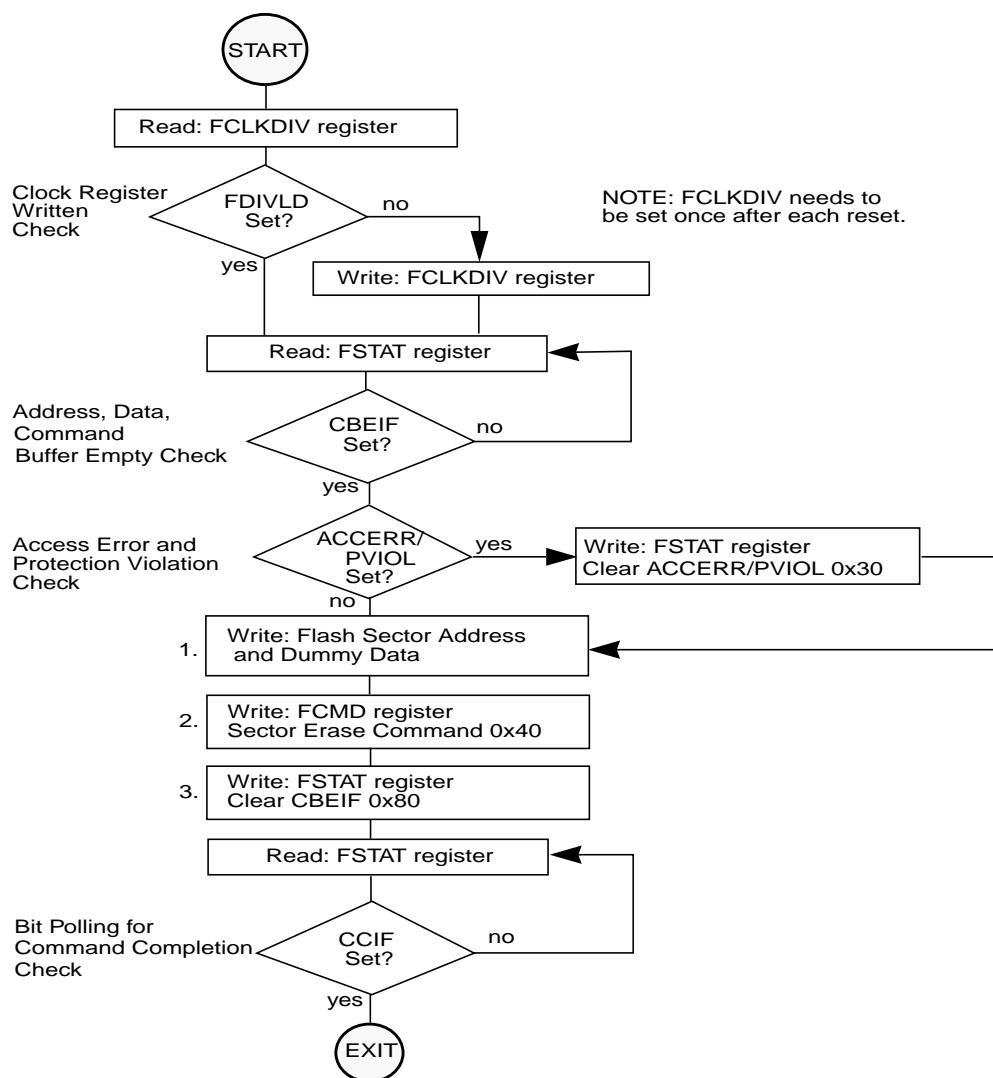 START
Read: FCLKDIV register
Clock Register
Written
Check
FDIVLD
Set?
no
yes
NOTE: FCLKDIV needs to
be set once after each reset.
Write: FCLKDIV register
Read: FSTAT register
Address, Data,
Command
Buffer Empty Check
CBEIF
Set?
no
yes
Access Error and
Protection Violation
Check
ACCERR/
PVIOL
Set?
yes
no
Write: FSTAT register
Clear ACCERR/PVIOL 0x30
1.
Write: Flash Sector Address
and Dummy Data
2.
Write: FCMD register
Sector Erase Command 0x40
3.
Write: FSTAT register
Clear CBEIF 0x80
Read: FSTAT register
Bit Polling for
Command Completion
Check
CCIF
Set?
no
yes
EXIT